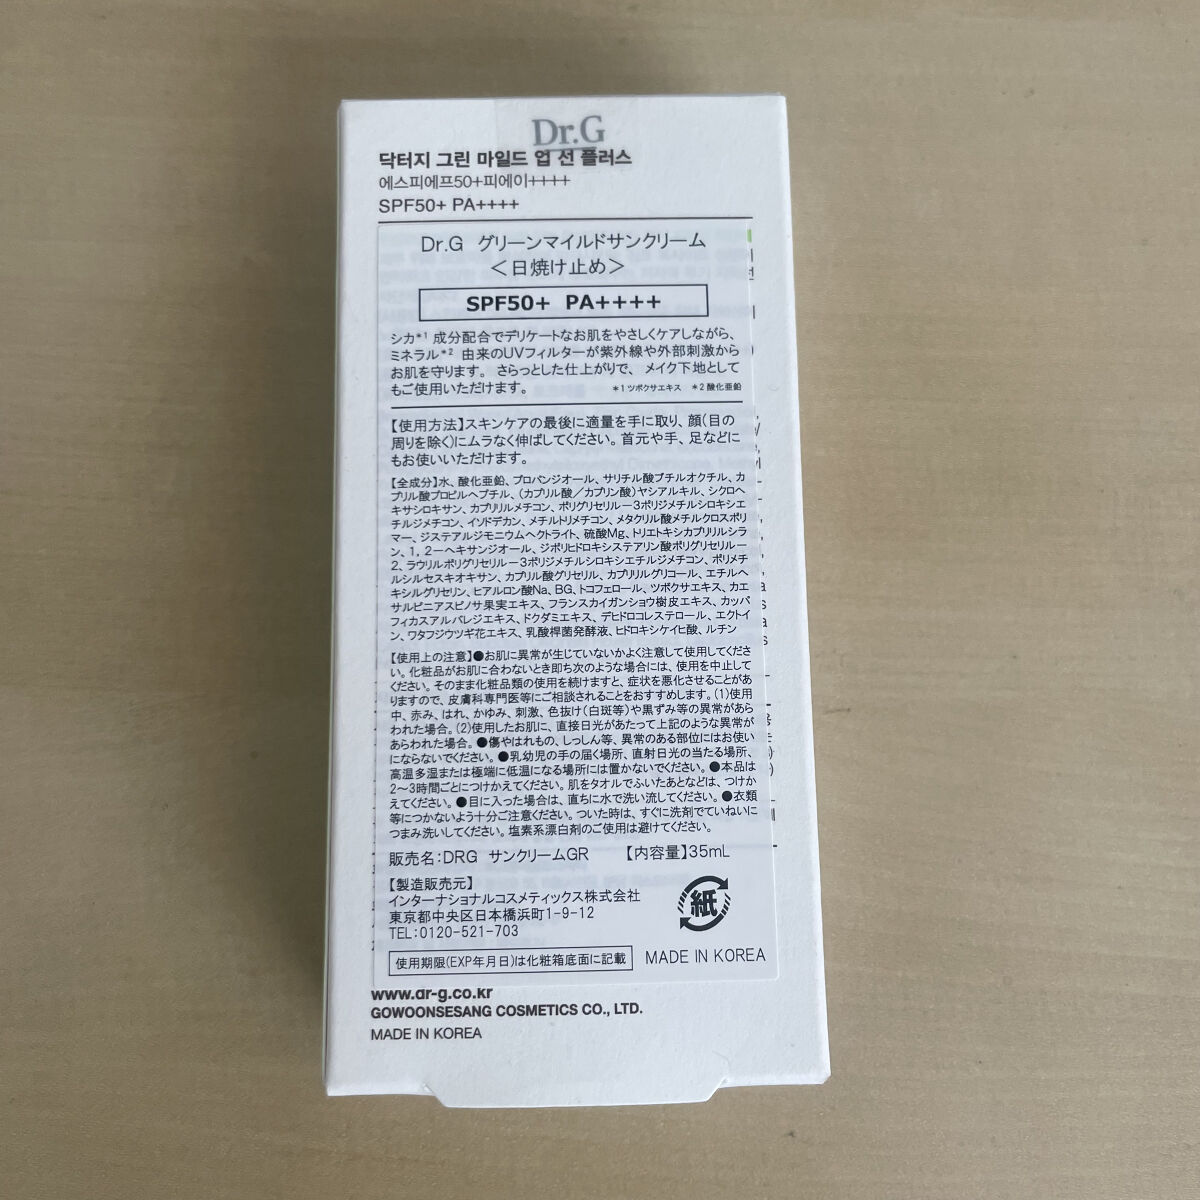 Dr.G
닥터지 그린 마일드 업 선 플러스
에스피에프50+피에이++++
SPF50+ PA++++
Dr.G グリーンマイルドサンクリーム
＜日焼け止め＞
SPF50+ PA++++
シカ*1 成分配合でデリケートなお肌をやさしくケアしながら、
ミネラル*2 由来のUVフィルターが紫外線や外部刺激から
お肌を守ります。 さらっとした仕上がりで、 メイク下地として
もご使用いただけます。 *1ツボクサエキス *2 酸化亜鉛
【使用方法】スキンケアの最後に適量を手に取り、顔(目の
周りを除く)にムラなく伸ばしてください。首元や手、足などに
もお使いいただけます。
【全成分】水、酸化亜鉛、プロパンジオール、サリチル酸ブチルオクチル、カ
プリル酸プロピルヘプチル、(カプリル酸／カプリン酸)ヤシアルキル、シクロヘ
キサシロキサン、カプリリルメチコン、ポリグリセリル－3ポリジメチルシロキシエ
チルジメチコン、イソドデカン、メチルトリメチコン、メタクリル酸メチルクロスポリ
マー、ジステアルジモニウムヘクトライト、硫酸Mg、トリエトキシカプリリルシラ
ン、1，2－ヘキサンジオール、ジポリヒドロキシステアリン酸ポリグリセリル－
2、ラウリルポリグリセリル－3ポリジメチルシロキシエチルジメチコン、ポリメチ
ルシルセスキオキサン、カプリル酸グリセリル、カプリリルグリコール、エチルヘ
キシルグリセリン、ヒアルロン酸Na、BG、トコフェロール、ツボクサエキス、カエ
サルピニアスピノサ果実エキス、フランスカイガンショウ樹皮エキス、カッパ
フィカスアルバレジエキス、ドクダミエキス、デヒドロコレステロール、エクトイ
ン、ワタフジウツギ花エキス、乳酸桿菌発酵液、ヒドロキシケイヒ酸、ルチン
【使用上の注意】●お肌に異常が生じていないかよく注意して使用してくださ
い。化粧品がお肌に合わないとき即ち次のような場合には、使用を中止して
ください。そのまま化粧品類の使用を続けますと、症状を悪化させることがあ
りますので、皮膚科専門医等にご相談されることをおすすめします。(1)使用
中、赤み、はれ、かゆみ、刺激、色抜け(白斑等)や黒ずみ等の異常があら
われた場合。(2)使用したお肌に、直接日光があたって上記のような異常が
あらわれた場合。●傷やはれもの、しっしん等、異常のある部位にはお使い
にならないでください。●乳幼児の手の届く場所、直射日光の当たる場所、
高温多湿または極端に低温になる場所には置かないでください。●本品は
2～3時間ごとにつけかえてください。肌をタオルでふいたあとなどは、つけか
えてください。●目に入った場合は、直ちに水で洗い流してください。●衣類
等につかないよう十分ご注意ください。ついた時は、すぐに洗剤でていねいに
つまみ洗いしてください。塩素系漂白剤のご使用は避けてください。
販売名:DRG サンクリームGR 【内容量】35mL
【製造販売元】
インターナショナルコスメティックス株式会社
東京都中央区日本橋浜町1-9-12
TEL:0120-521-703
紙
使用期限(EXP年月日)は化粧箱底面に記載
MADE IN KOREA
www.dr-g.co.kr
GOWOONSESANG COSMETICS CO., LTD.
MADE IN KOREA